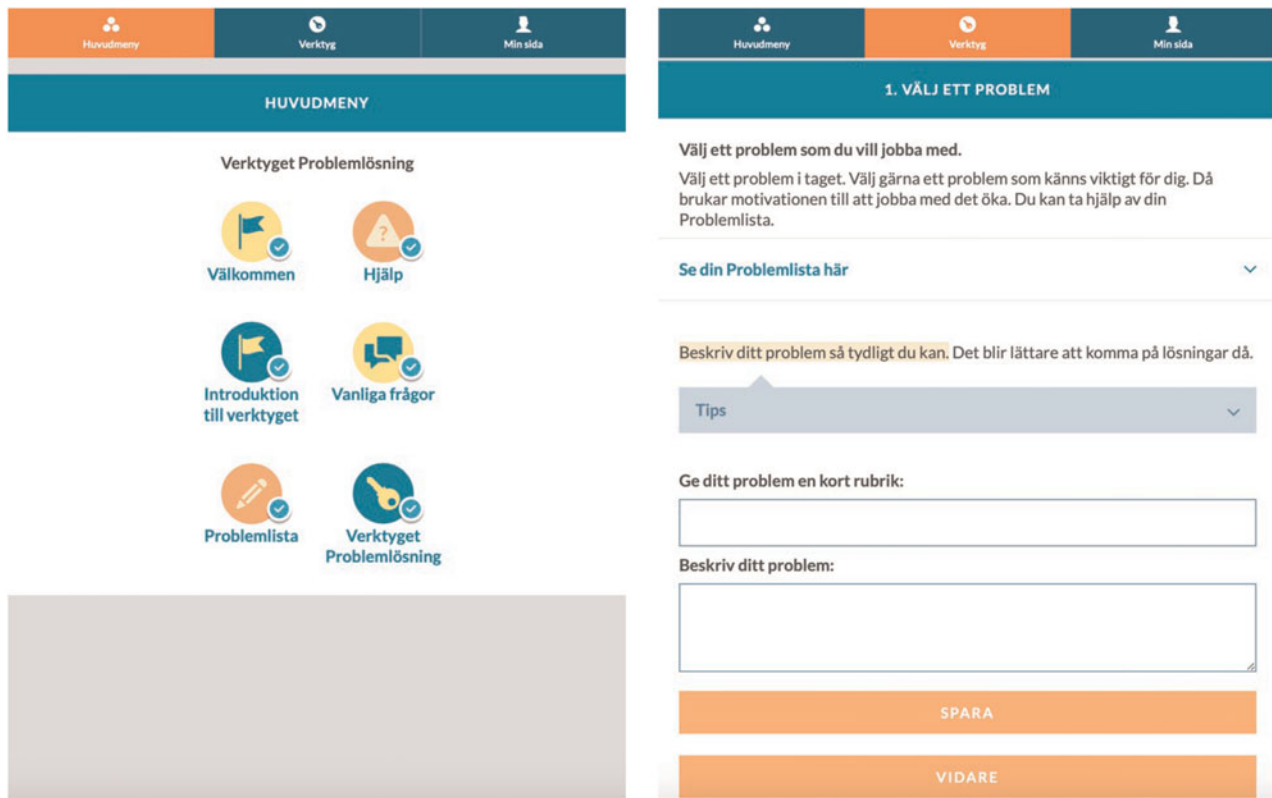 Huvudmeny
Verktyg
Min sida
HUVUDMENY
Verktyget Problemlösning
Välkommen
Hjälp
Introduktion
till verktyget
Vanliga frågor
Problemlista
Verktyget
Problemlösning
Huvudmeny
Verktyg
Min sida
1. VÄLJ ETT PROBLEM
Välj ett problem som du vill jobba med.
Välj ett problem i taget. Välj gärna ett problem som känns viktigt för dig. Då
brukar motivationen till att jobba med det öka. Du kan ta hjälp av din
Problemlista.
Se din Problemlista här
Beskriv ditt problem så tydligt du kan. Det blir lättare att komma på lösningar då.
Tips
Ge ditt problem en kort rubrik:
Beskriv ditt problem:
SPARA
VIDARE